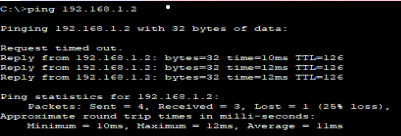 C:\>ping 192.168.1.2
Pinging 192.168.1.2 with 32 bytes of data:
Request timed out.
Reply from 192.168.1.2: bytes=32 time=10ms TTL=126
Reply from 192.168.1.2: bytes=32 time=12ms TTL=126
Reply from 192.168.1.2: bytes=32 time=12ms TTL=126
Ping statistics for 192.168.1.2:
Packets: Sent = 4, Received = 3, Lost = 1 (25% loss),
Approximate round trip times in milli-seconds:
Minimum = 10ms, Maximum = 12ms, Average = 11ms